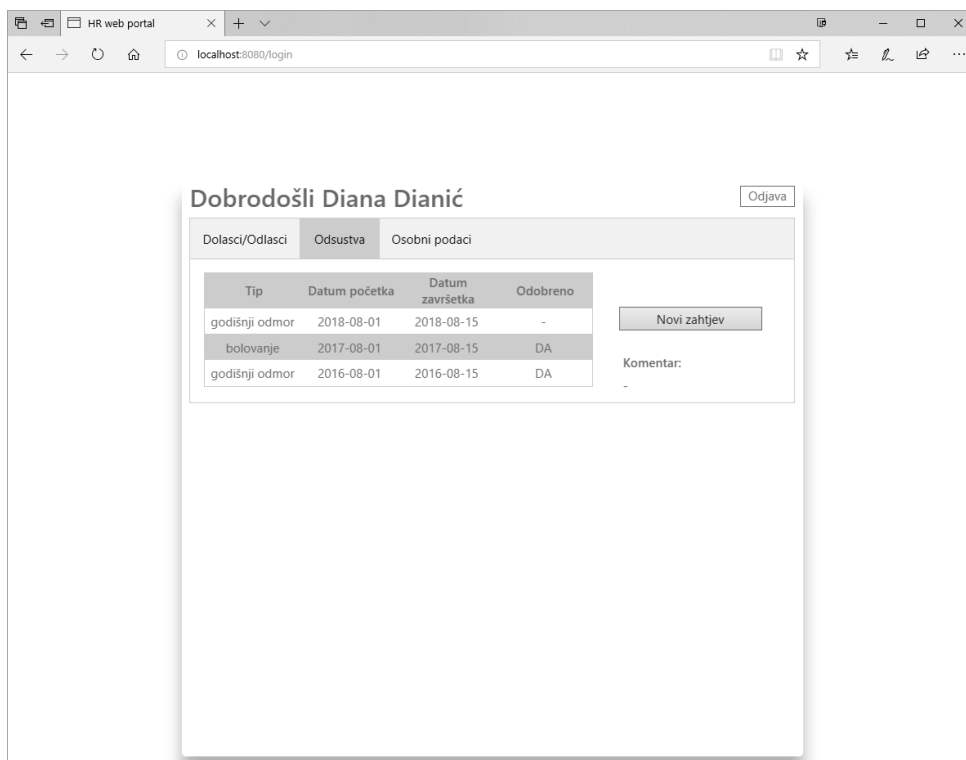 HR web portal
localhost:8080/login
Dobrodošli Diana Dianić
Odjava
Dolasci/Odlasci Odsustva Osobni podaci
Tip Datum početka Datum završetka Odobreno
godišnji odmor 2018-08-01 2018-08-15 -
bolovanje 2017-08-01 2017-08-15 DA
godišnji odmor 2016-08-01 2016-08-15 DA
Novi zahtjev
Komentar:
-